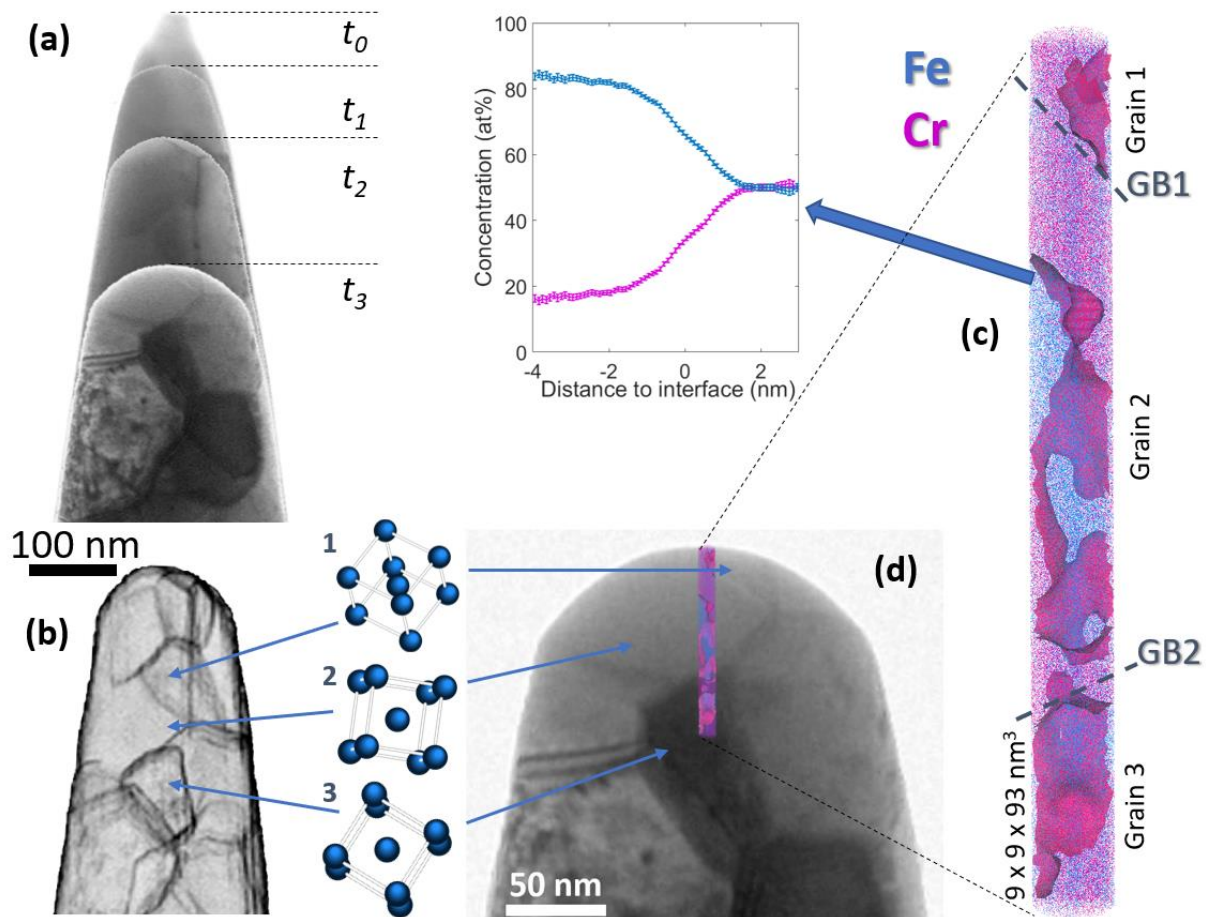 (a)
t0
t1
t2
t3
100
80
60
40
20
0
Concentration (at%)
-4
-2
0
2
Distance to interface (nm)
Fe
Cr
Grain 1
GB1
(c)
Grain 2
GB2
Grain 3
9 x 9 x 93 nm³
100 nm
(b)
1
2
3
(d)
50 nm